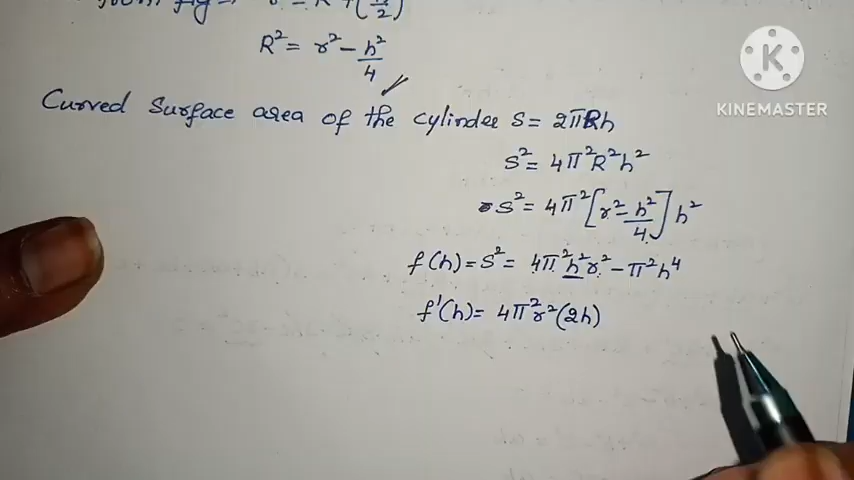 R² = r² - h²/4
Curved surface area of the cylinder S = 2πRh
S² = 4π²R²h²
S² = 4π²[r² - h²/4]h²
f(h) = S² = 4π²h²r² - π²h⁴
f'(h) = 4π²r²(2h)
KINEMASTER